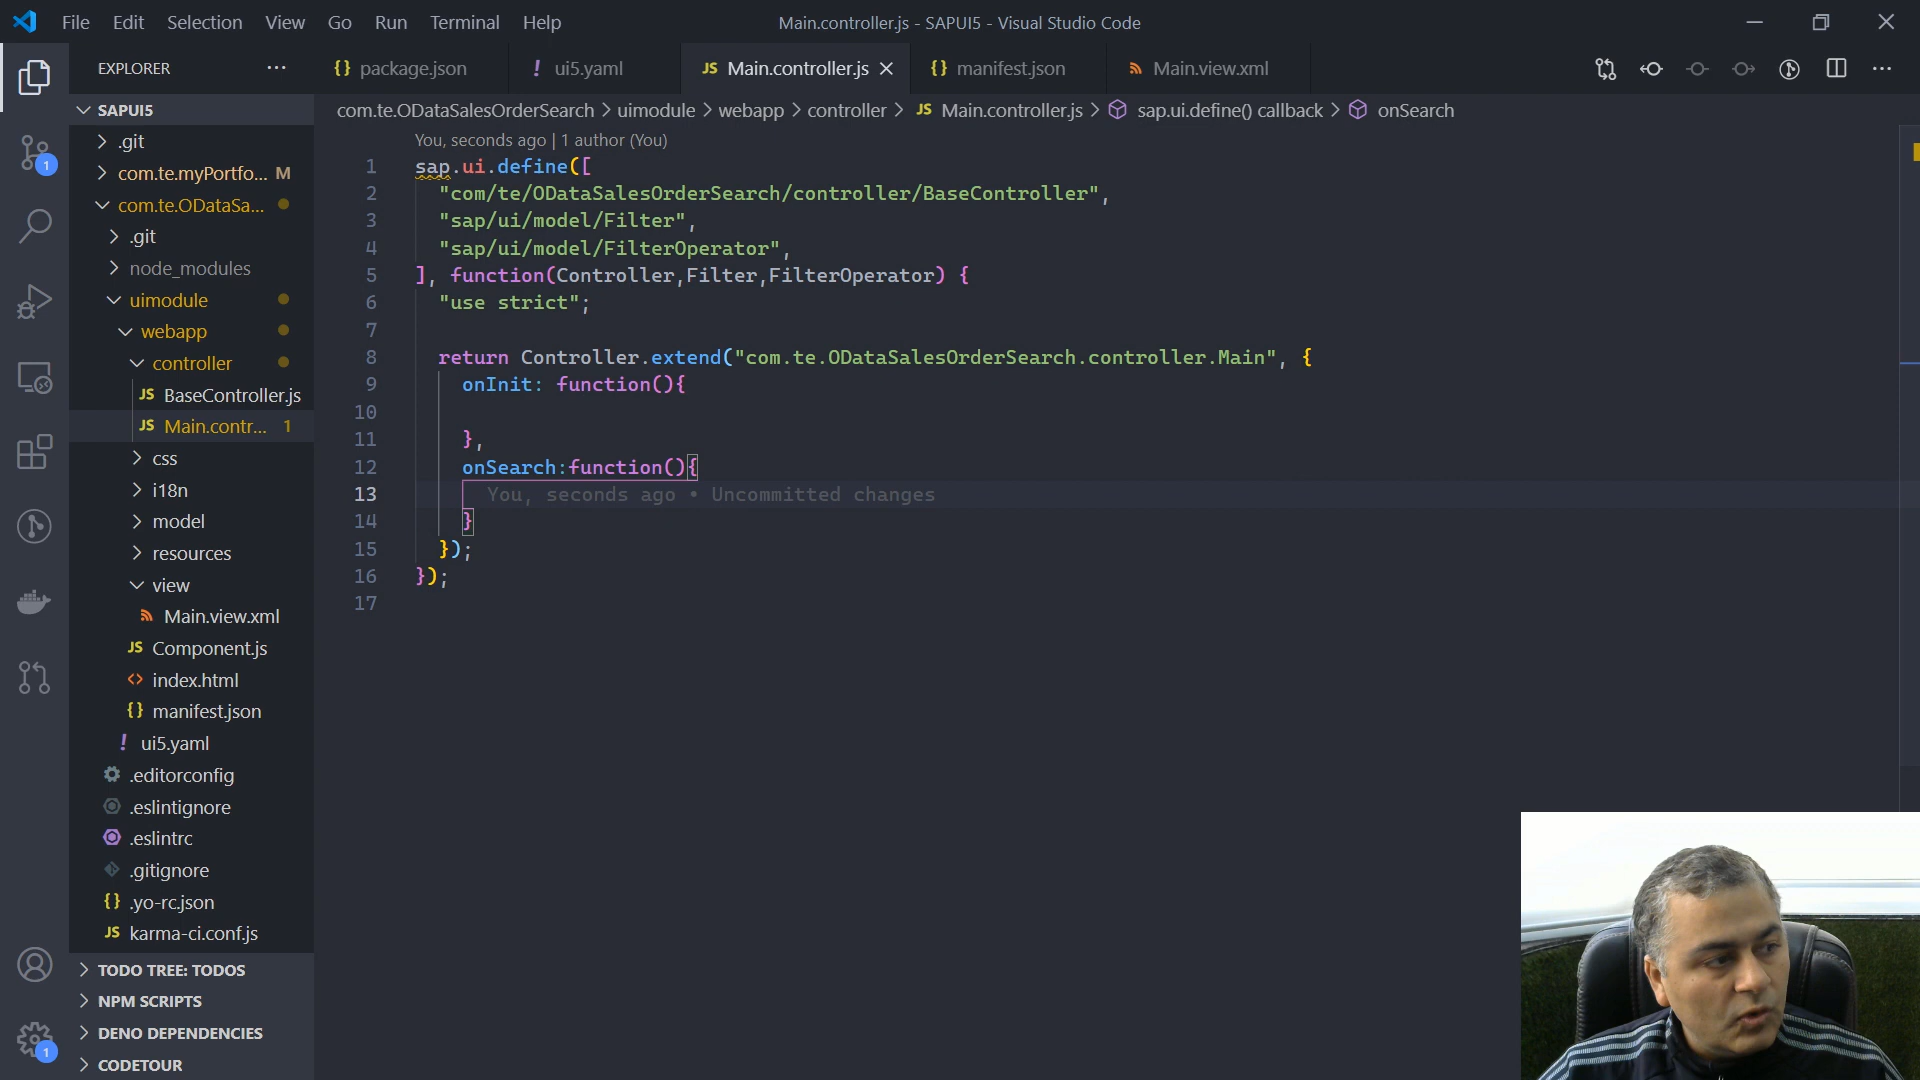 File Edit Selection View Go Run Terminal Help
Main.controller.js - SAPUI5 - Visual Studio Code
EXPLORER
package.json
ui5.yaml
JS Main.controller.js
manifest.json
Main.view.xml
com.te.ODataSalesOrderSearch > uimodule > webapp > controller > JS Main.controller.js > sap.ui.define() callback > onSearch
SAPUI5
.git
com.te.myPortfo... M
com.te.ODataSa...
.git
node_modules
uimodule
webapp
controller
JS BaseController.js
JS Main.contr... 1
css
i18n
model
resources
view
Main.view.xml
JS Component.js
<> index.html
{} manifest.json
! ui5.yaml
.editorconfig
.eslintignore
.eslintrc
.gitignore
{} .yo-rc.json
JS karma-ci.conf.js
TODO TREE: TODOS
NPM SCRIPTS
DENO DEPENDENCIES
CODETOUR
1
1
You, seconds ago | 1 author (You)
1 sap.ui.define([
2 "com/te/ODataSalesOrderSearch/controller/BaseController",
3 "sap/ui/model/Filter",
4 "sap/ui/model/FilterOperator",
5 ], function(Controller,Filter,FilterOperator) {
6 "use strict";
7
8 return Controller.extend("com.te.ODataSalesOrderSearch.controller.Main", {
9 onInit: function(){
10
11 },
12 onSearch:function(){
13 You, seconds ago • Uncommitted changes
14 }
15 });
16 });
17